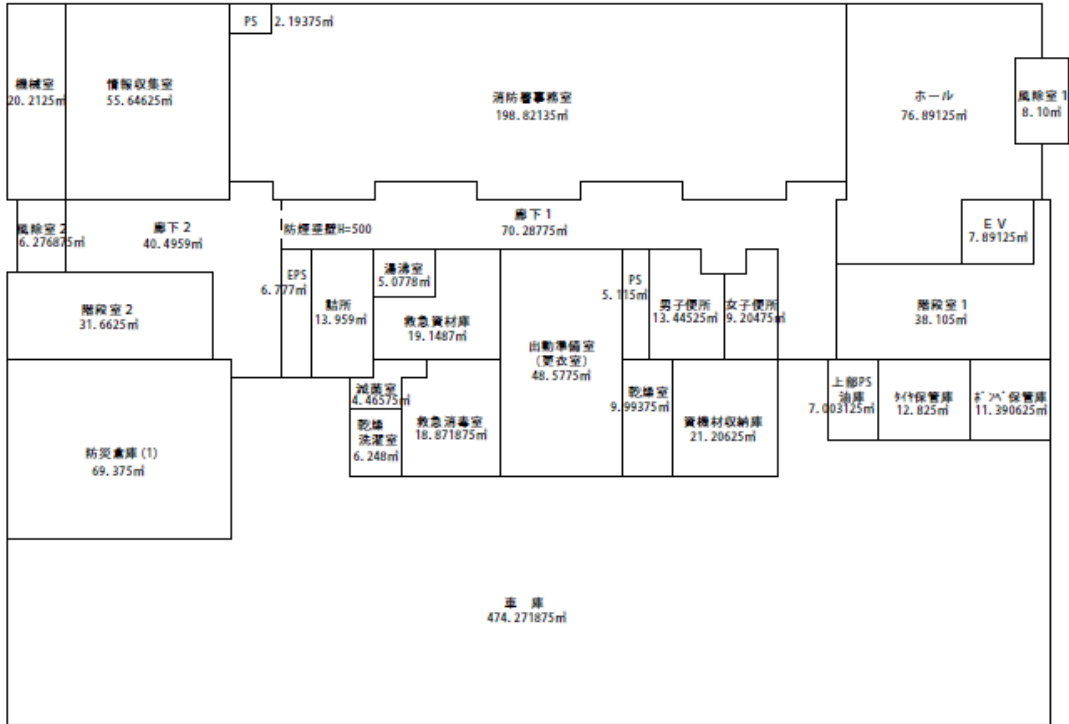 PS 2.19375㎡
機械室
20.2125㎡
情報収集室
55.64625㎡
消防署事務室
198.82135㎡
ホール
76.89125㎡
風除室1
8.10㎡
風除室2
6.276875㎡
廊下2
40.4959㎡
防煙垂壁H=500
廊下1
70.28775㎡
EV
7.89125㎡
EPS
6.777㎡
詰所
13.959㎡
湯沸室
5.0778㎡
救急資材庫
19.1487㎡
出動準備室
(更衣室)
48.5775㎡
PS
5.115㎡
男子便所
13.44525㎡
女子便所
9.20475㎡
階段室2
31.6625㎡
階段室1
38.105㎡
滅菌室
4.46575㎡
乾燥
洗濯室
6.248㎡
救急消毒室
18.871875㎡
乾燥室
9.99375㎡
資機材収納庫
21.20625㎡
上部PS
油庫
7.003125㎡
ﾀｲﾔ保管庫
12.825㎡
ﾎﾞﾝﾍﾞ保管庫
11.390625㎡
防災倉庫(1)
69.375㎡
車 庫
474.271875㎡